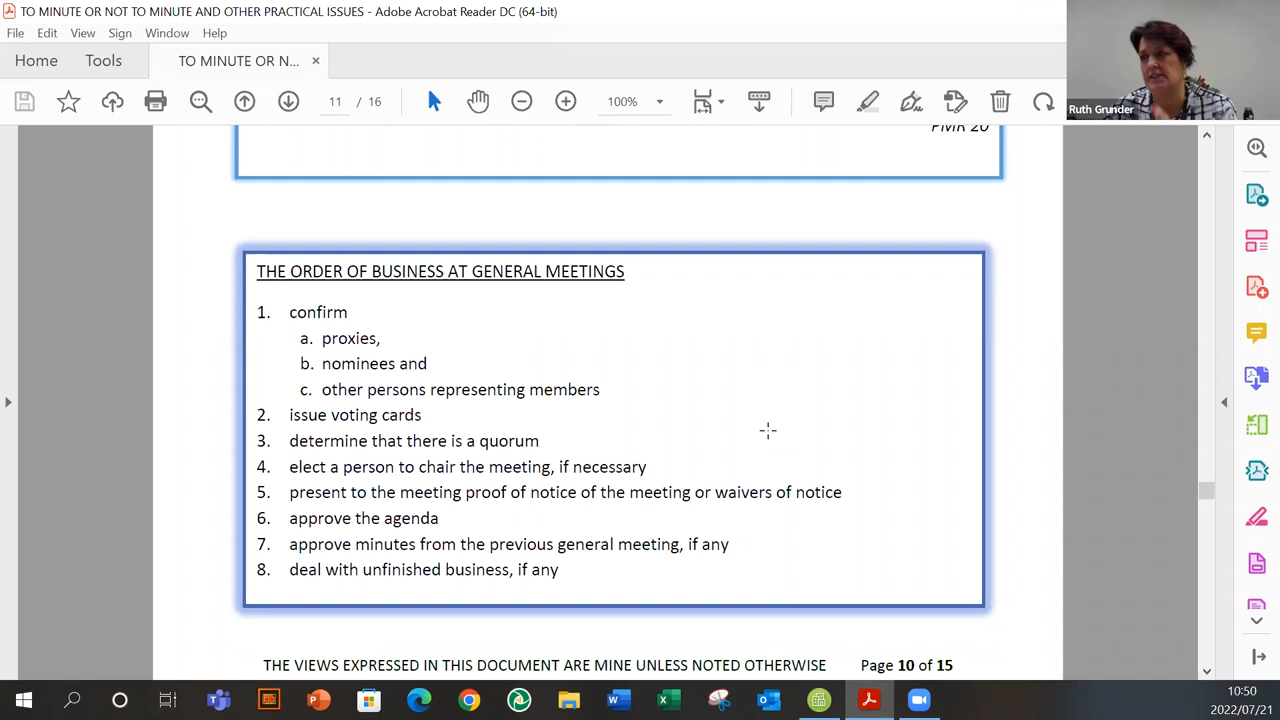 TO MINUTE OR NOT TO MINUTE AND OTHER PRACTICAL ISSUES - Adobe Acrobat Reader DC (64-bit)
File Edit View Sign Window Help
Home Tools TO MINUTE OR N... ×
11 / 16 100%
Ruth Grunder
PMR 20
THE ORDER OF BUSINESS AT GENERAL MEETINGS
1. confirm
a. proxies,
b. nominees and
c. other persons representing members
2. issue voting cards
3. determine that there is a quorum
4. elect a person to chair the meeting, if necessary
5. present to the meeting proof of notice of the meeting or waivers of notice
6. approve the agenda
7. approve minutes from the previous general meeting, if any
8. deal with unfinished business, if any
THE VIEWS EXPRESSED IN THIS DOCUMENT ARE MINE UNLESS NOTED OTHERWISE Page 10 of 15
10:50
2022/07/21